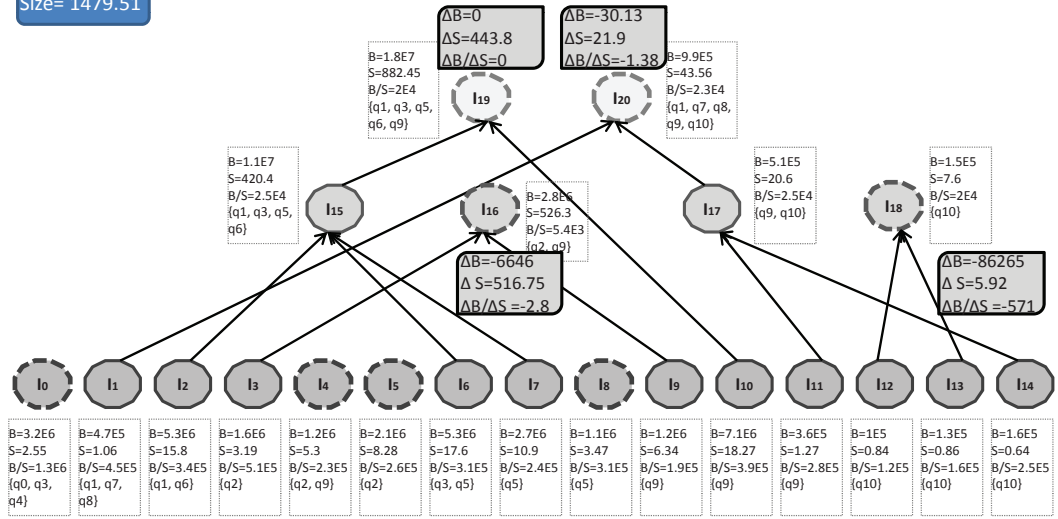 Size= 1479.51
ΔB=0
ΔS=443.8
ΔB/ΔS=0
ΔB=-30.13
ΔS=21.9
ΔB/ΔS=-1.38
B=1.8E7
S=882.45
B/S=2E4
{q1, q3, q5,
q6, q9}
I19
I20
B=9.9E5
S=43.56
B/S=2.3E4
{q1, q7, q8,
q9, q10}
B=1.1E7
S=420.4
B/S=2.5E4
{q1, q3, q5,
q6}
I15
I16
B=2.8E6
S=526.3
B/S=5.4E3
{q2, q9}
I17
B=5.1E5
S=20.6
B/S=2.5E4
{q9, q10}
I18
B=1.5E5
S=7.6
B/S=2E4
{q10}
ΔB=-6646
Δ S=516.75
ΔB/ΔS =-2.8
ΔB=-86265
Δ S=5.92
ΔB/ΔS =-571
I0
I1
I2
I3
I4
I5
I6
I7
I8
I9
I10
I11
I12
I13
I14
B=3.2E6
S=2.55
B/S=1.3E6
{q0, q3,
q4}
B=4.7E5
S=1.06
B/S=4.5E5
{q1, q7,
q8}
B=5.3E6
S=15.8
B/S=3.4E5
{q1, q6}
B=1.6E6
S=3.19
B/S=5.1E5
{q2}
B=1.2E6
S=5.3
B/S=2.3E5
{q2, q9}
B=2.1E6
S=8.28
B/S=2.6E5
{q2}
B=5.3E6
S=17.6
B/S=3.1E5
{q3, q5}
B=2.7E6
S=10.9
B/S=2.4E5
{q5}
B=1.1E6
S=3.47
B/S=3.1E5
{q5}
B=1.2E6
S=6.34
B/S=1.9E5
{q9}
B=7.1E6
S=18.27
B/S=3.9E5
{q9}
B=3.6E5
S=1.27
B/S=2.8E5
{q9}
B=1E5
S=0.84
B/S=1.2E5
{q10}
B=1.3E5
S=0.86
B/S=1.6E5
{q10}
B=1.6E5
S=0.64
B/S=2.5E5
{q10}